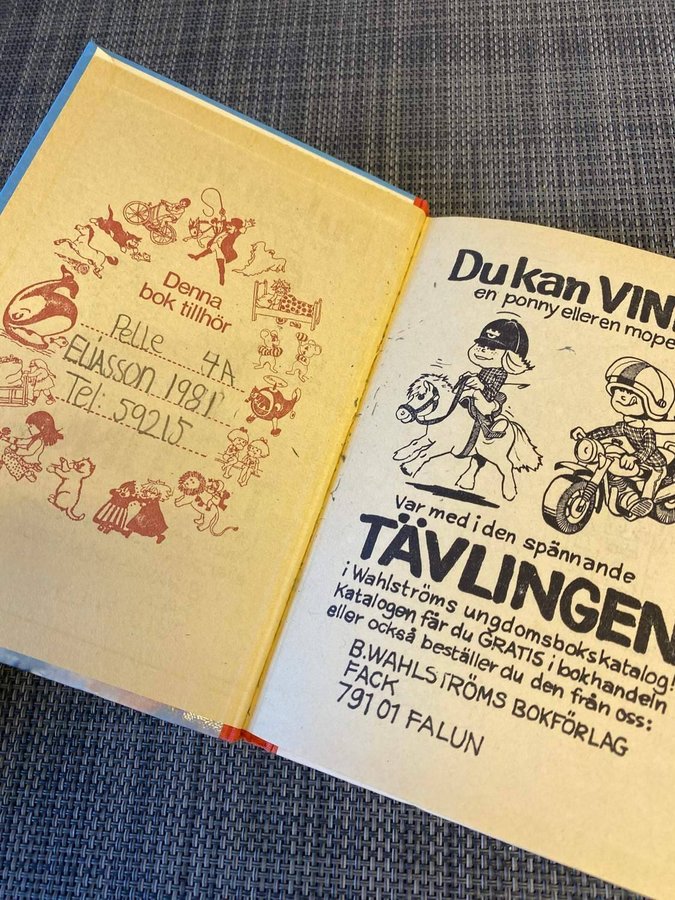 Denna
bok tillhör
Pelle 4A
Eliasson 1981
Tel: 59215
Du kan VIN
en ponny eller en mope
Var med i den spännande
TÄVLINGEN
i Wahlströms ungdomsbokskatalog!
Katalogen får du GRATIS i bokhandeln
eller också beställer du den från oss:
B.WAHLSTRÖMS BOKFÖRLAG
FACK
791 01 FALUN